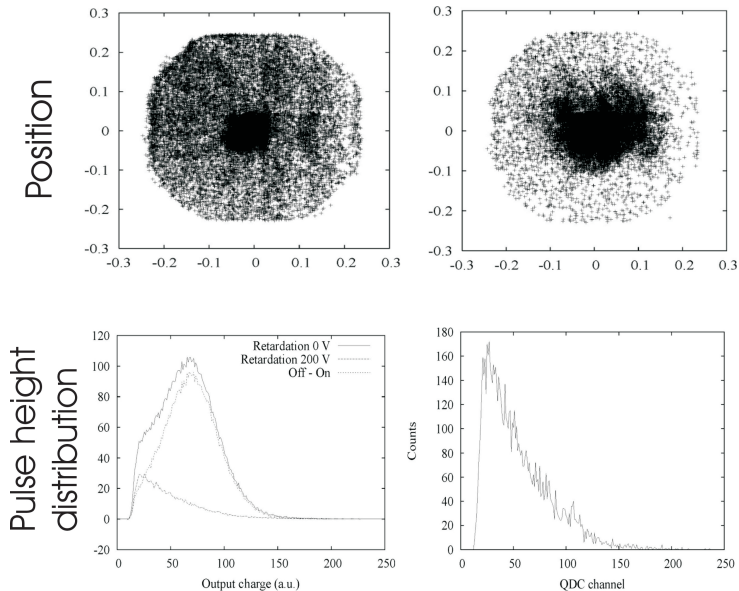 Position
0.3
0.2
0.1
0
-0.1
-0.2
-0.3
-0.3 -0.2 -0.1 0 0.1 0.2 0.3
0.3
0.2
0.1
0
-0.1
-0.2
0.3
-0.3 -0.2 -0.1 0 0.1 0.2 0.3
Pulse height
distribution
120
100
80
60
40
20
0
-20
0 50 100 150 200 250
Retardation 0 V
Retardation 200 V
Off - On
Output charge (a.u.)
Counts
180
160
140
120
100
80
60
40
20
0
0 50 100 150 200 250
QDC channel